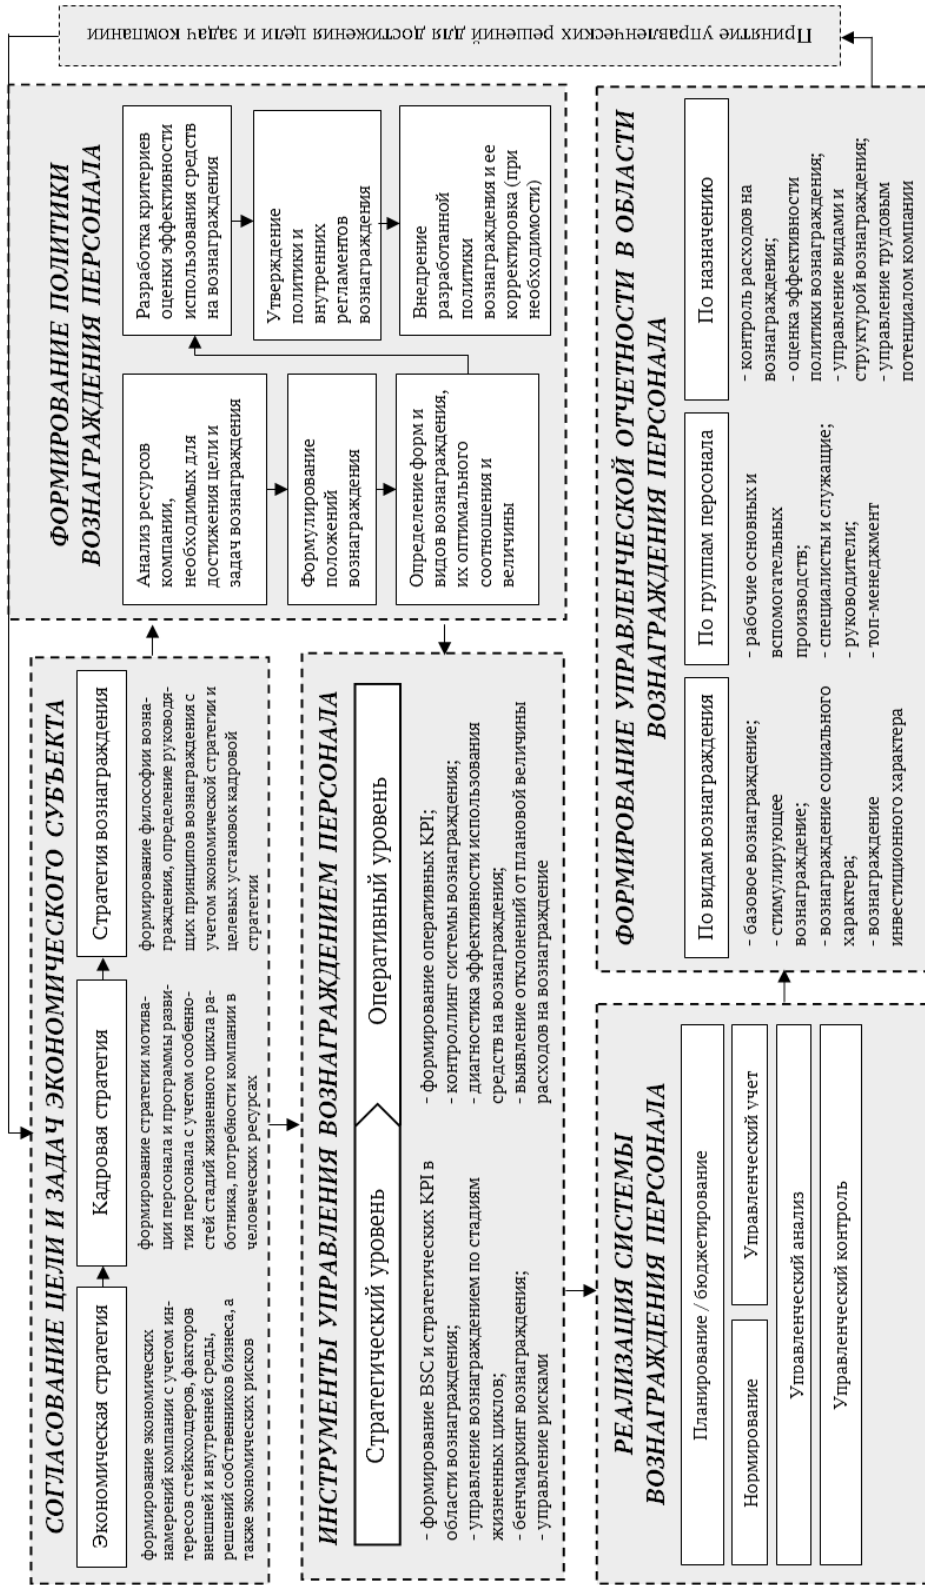 СОГЛАСОВАНИЕ ЦЕЛИ И ЗАДАЧ ЭКОНОМИЧЕСКОГО СУБЪЕКТА
Экономическая стратегия
формирование экономических
намерений компании с учетом ин-
тересов стейкхолдеров, факторов
внешней и внутренней среды,
решений собственников бизнеса, а
также экономических рисков
Кадровая стратегия
формирование стратегии мотива-
ции персонала и программы разви-
тия персонала с учетом особенно-
стей стадий жизненного цикла ра-
ботника, потребности компании в
человеческих ресурсах
Стратегия вознаграждения
формирование философии возна-
граждения, определение руководя-
щих принципов вознаграждения с
учетом экономической стратегии и
целевых установок кадровой
стратегии
ФОРМИРОВАНИЕ ПОЛИТИКИ
ВОЗНАГРАЖДЕНИЯ ПЕРСОНАЛА
Анализ ресурсов
компании,
необходимых для
достижения цели и
задач вознаграждения
Формулирование
положений
вознаграждения
Определение форм и
видов вознаграждения,
их оптимального
соотношения и
величины
Разработка критериев
оценки эффективности
использования средств
на вознаграждения
Утверждение
политики и
внутренних
регламентов
вознаграждения
Внедрение
разработанной
политики
вознаграждения и ее
корректировка (при
необходимости)
ИНСТРУМЕНТЫ УПРАВЛЕНИЯ ВОЗНАГРАЖДЕНИЕМ ПЕРСОНАЛА
Стратегический уровень
- формирование BSC и стратегических KPI в
области вознаграждения;
- управление вознаграждением по стадиям
жизненных циклов;
- бенчмаркинг вознаграждения;
- управление рисками
Оперативный уровень
- формирование оперативных KPI;
- контроллинг системы вознаграждения;
- диагностика эффективности использования
средств на вознаграждения;
- выявление отклонений от плановой величины
расходов на вознаграждение
РЕАЛИЗАЦИЯ СИСТЕМЫ
ВОЗНАГРАЖДЕНИЯ ПЕРСОНАЛА
Планирование / бюджетирование
Нормирование
Управленческий учет
Управленческий анализ
Управленческий контроль
ФОРМИРОВАНИЕ УПРАВЛЕНЧЕСКОЙ ОТЧЕТНОСТИ В ОБЛАСТИ
ВОЗНАГРАЖДЕНИЯ ПЕРСОНАЛА
По видам вознаграждения
- базовое вознаграждение;
- стимулирующее
вознаграждение;
- вознаграждение социального
характера;
- вознаграждение
инвестиционного характера
По группам персонала
- рабочие основных и
вспомогательных
производств;
- специалисты и служащие;
- руководители;
- топ-менеджмент
По назначению
- контроль расходов на
вознаграждения;
- оценка эффективности
политики вознаграждения;
- управление видами и
структурой вознаграждения;
- управление трудовым
потенциалом компании
Принятие управленческих решений для достижения цели и задач компании